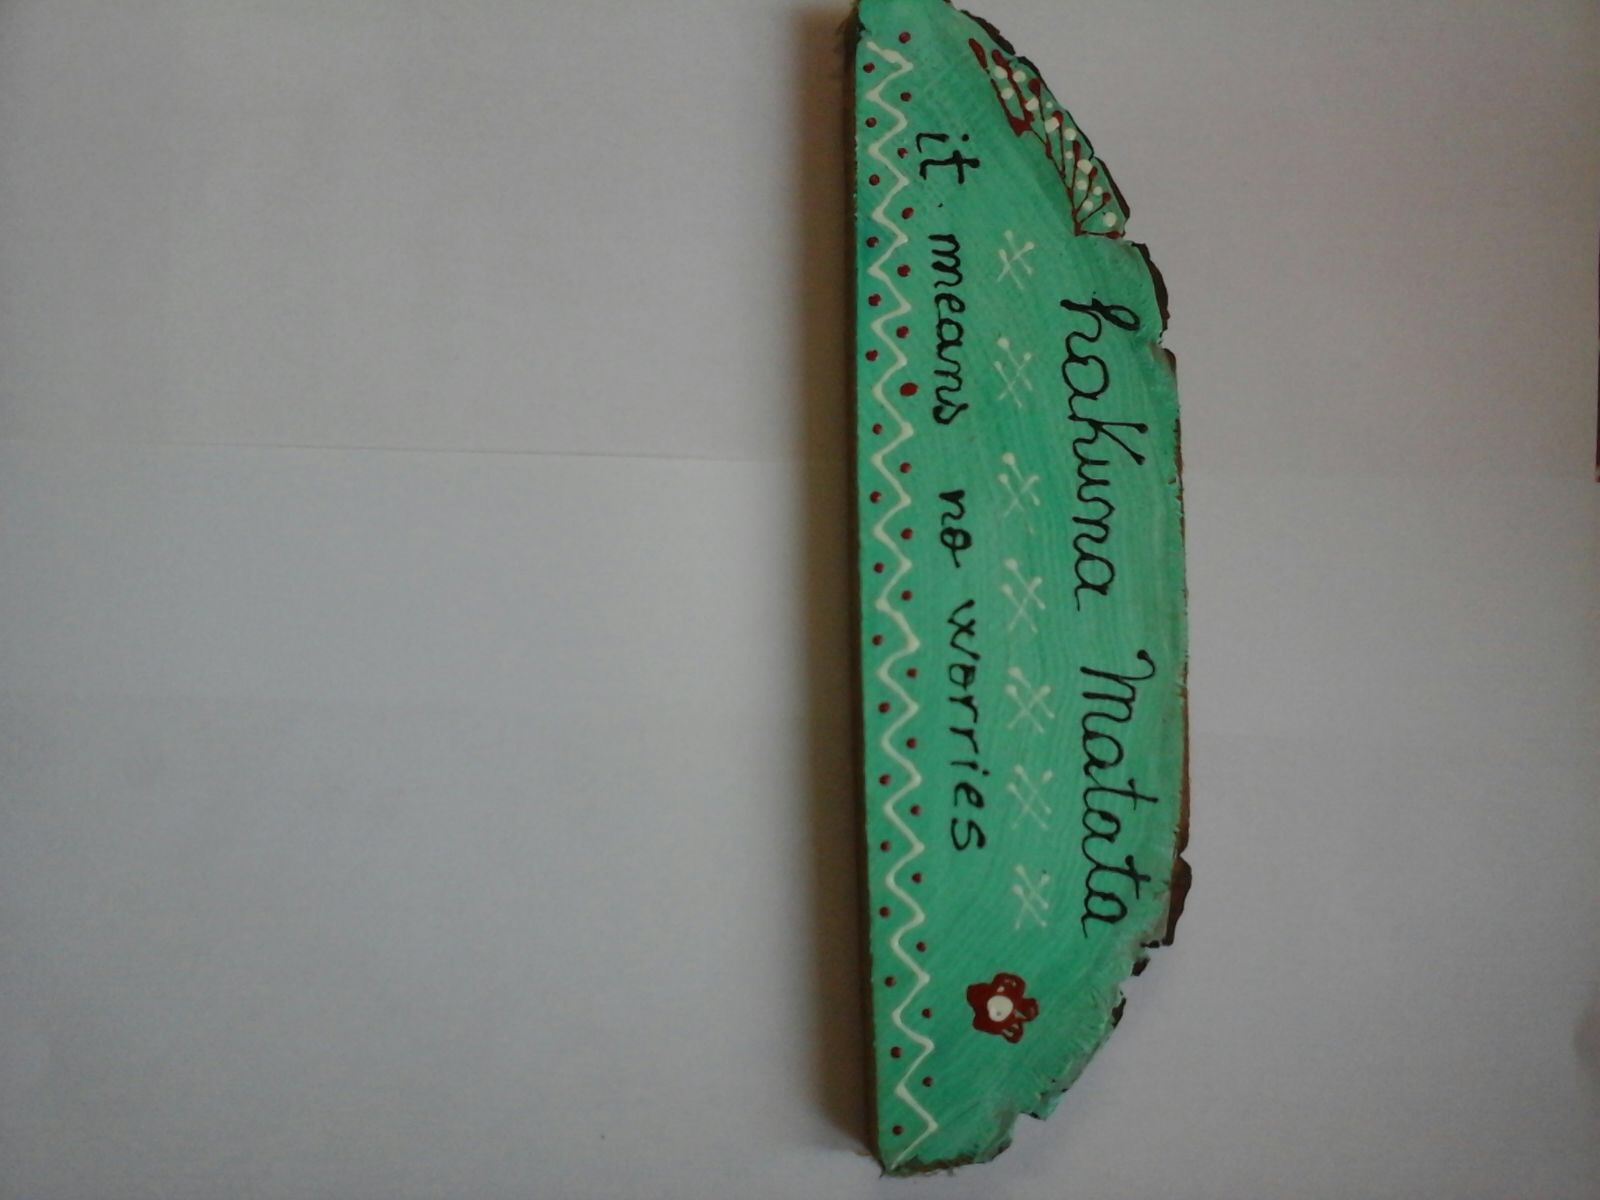 hakuna Matata
it means no worries